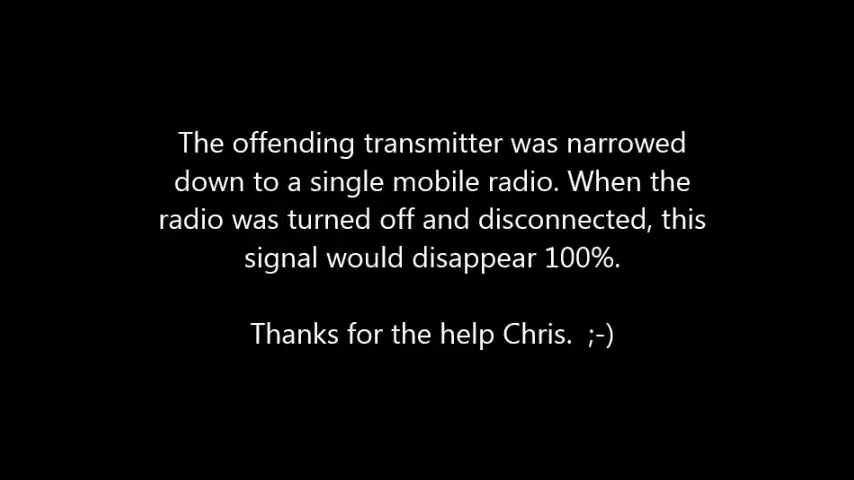 The offending transmitter was narrowed
down to a single mobile radio. When the
radio was turned off and disconnected, this
signal would disappear 100%.
Thanks for the help Chris.  ;-)